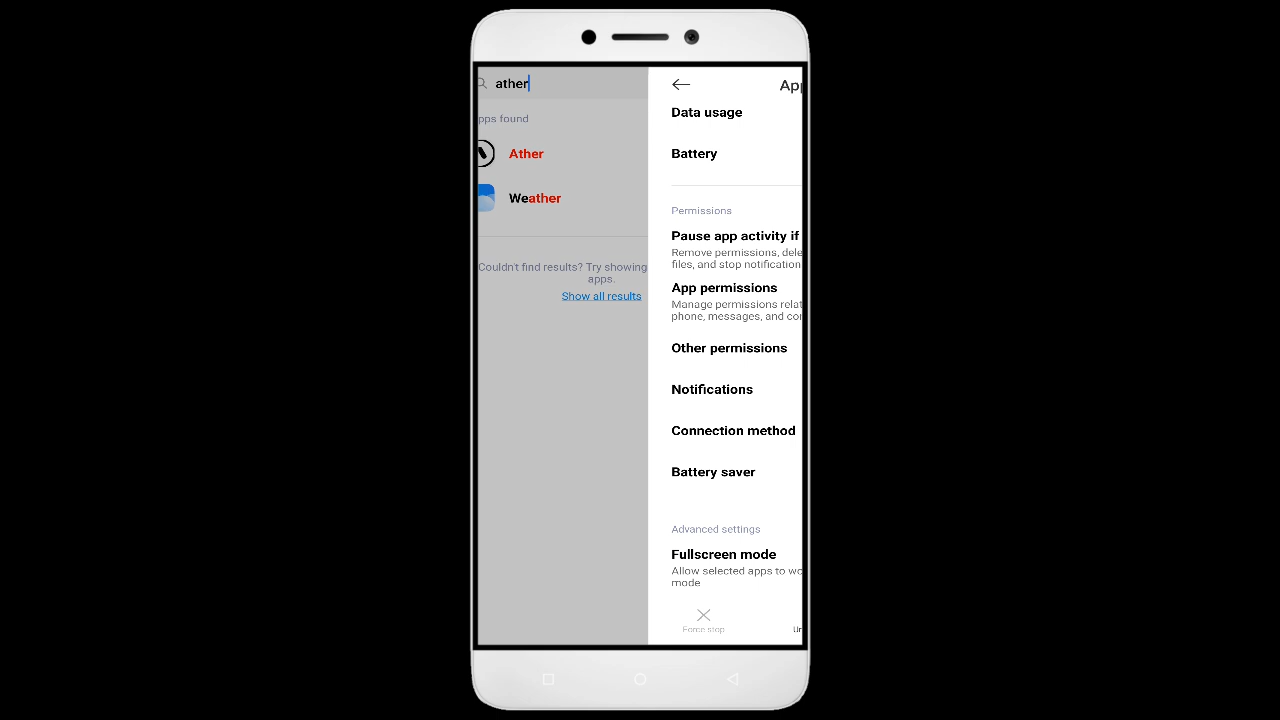 ather
pps found
Ather
Weather
Couldn't find results? Try showing
apps.
Show all results
App
Data usage
Battery
Permissions
Pause app activity if
Remove permissions, dele
files, and stop notification
App permissions
Manage permissions relat
phone, messages, and con
Other permissions
Notifications
Connection method
Battery saver
Advanced settings
Fullscreen mode
Allow selected apps to wo
mode
Force stop
Un